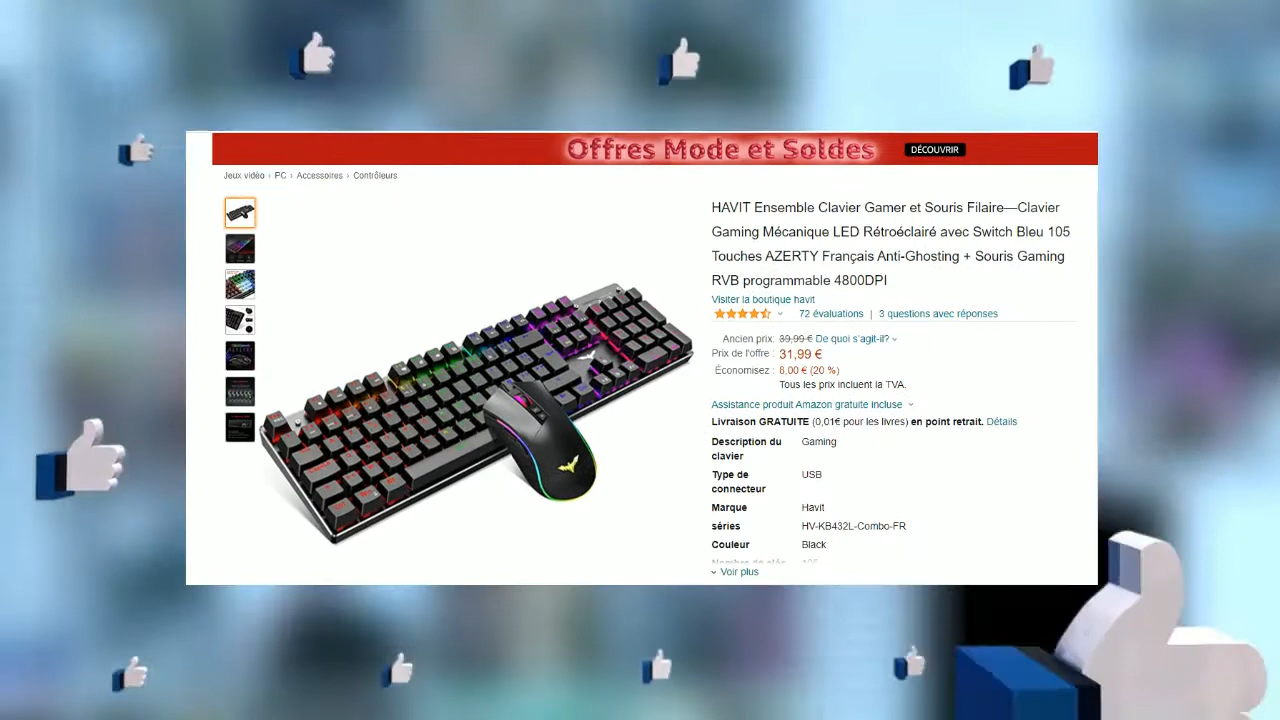 Offres Mode et Soldes
DÉCOUVRIR
Jeux vidéo › PC › Accessoires › Contrôleurs
HAVIT Ensemble Clavier Gamer et Souris Filaire—Clavier
Gaming Mécanique LED Rétroéclairé avec Switch Bleu 105
Touches AZERTY Français Anti-Ghosting + Souris Gaming
RVB programmable 4800DPI
Visiter la boutique havit
72 évaluations | 3 questions avec réponses
Ancien prix: 39,99 € De quoi s'agit-il?
Prix de l'offre : 31,99 €
Économisez : 8,00 € (20 %)
Tous les prix incluent la TVA.
Assistance produit Amazon gratuite incluse
Livraison GRATUITE (0,01€ pour les livres) en point retrait. Détails
Description du clavier Gaming
Type de connecteur USB
Marque Havit
séries HV-KB432L-Combo-FR
Couleur Black
Nombre de clés 105
Voir plus